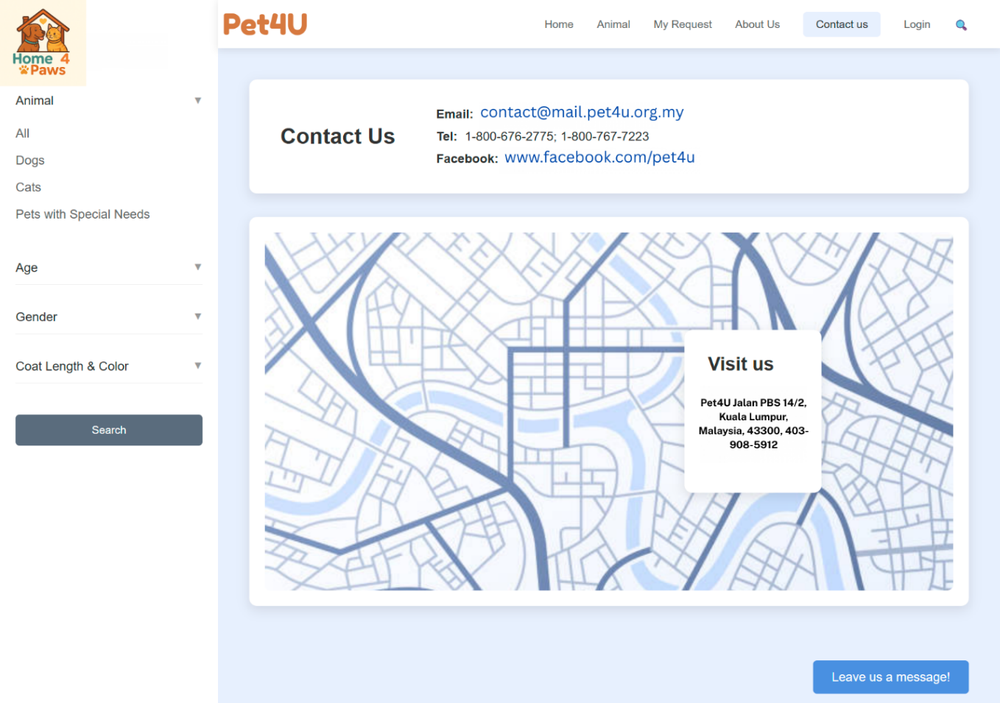 Home 4
Paws
Pet4U
Home
Animal
My Request
About Us
Contact us
Login
Animal
All
Dogs
Cats
Pets with Special Needs
Age
Gender
Coat Length & Color
Search
Contact Us
Email: contact@mail.pet4u.org.my
Tel: 1-800-676-2775; 1-800-767-7223
Facebook: www.facebook.com/pet4u
Visit us
Pet4U Jalan PBS 14/2,
Kuala Lumpur,
Malaysia, 43300, 403-
908-5912
Leave us a message!